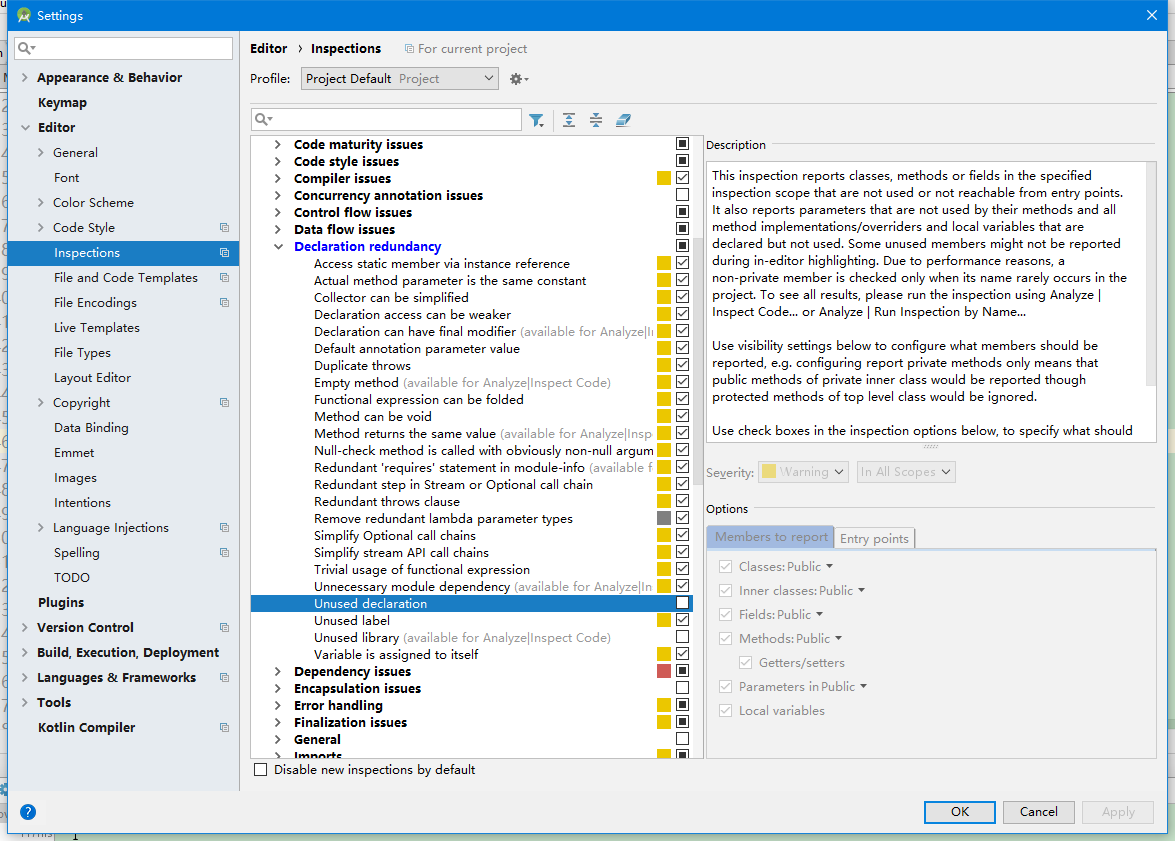 Settings
Appearance & Behavior
Keymap
Editor
General
Font
Color Scheme
Code Style
Inspections
File and Code Templates
File Encodings
Live Templates
File Types
Layout Editor
Copyright
Data Binding
Emmet
Images
Intentions
Language Injections
Spelling
TODO
Plugins
Version Control
Build, Execution, Deployment
Languages & Frameworks
Tools
Kotlin Compiler
Editor › Inspections For current project
Profile: Project Default Project
Code maturity issues
Code style issues
Compiler issues
Concurrency annotation issues
Control flow issues
Data flow issues
Declaration redundancy
Access static member via instance reference
Actual method parameter is the same constant
Collector can be simplified
Declaration access can be weaker
Declaration can have final modifier (available for Analyze|I
Default annotation parameter value
Duplicate throws
Empty method (available for Analyze|Inspect Code)
Functional expression can be folded
Method can be void
Method returns the same value (available for Analyze|Insp
Null-check method is called with obviously non-null argum
Redundant 'requires' statement in module-info (available f
Redundant step in Stream or Optional call chain
Redundant throws clause
Remove redundant lambda parameter types
Simplify Optional call chains
Simplify stream API call chains
Trivial usage of functional expression
Unnecessary module dependency (available for Analyze|In
Unused declaration
Unused label
Unused library (available for Analyze|Inspect Code)
Variable is assigned to itself
Dependency issues
Encapsulation issues
Error handling
Finalization issues
General
Imports
Disable new inspections by default
Description
This inspection reports classes, methods or fields in the specified
inspection scope that are not used or not reachable from entry points.
It also reports parameters that are not used by their methods and all
method implementations/overriders and local variables that are
declared but not used. Some unused members might not be reported
during in-editor highlighting. Due to performance reasons, a
non-private member is checked only when its name rarely occurs in the
project. To see all results, please run the inspection using Analyze |
Inspect Code... or Analyze | Run Inspection by Name...
Use visibility settings below to configure what members should be
reported, e.g. configuring report private methods only means that
public methods of private inner class would be reported though
protected methods of top level class would be ignored.
Use check boxes in the inspection options below, to specify what should
Severity: Warning In All Scopes
Options
Members to report Entry points
Classes: Public
Inner classes: Public
Fields: Public
Methods: Public
Getters/setters
Parameters in Public
Local variables
? OK Cancel Apply